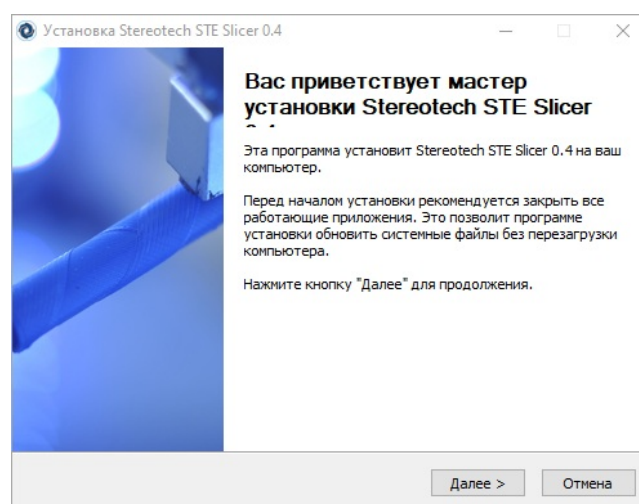 Установка Stereotech STE Slicer 0.4
Вас приветствует мастер
установки Stereotech STE Slicer
Эта программа установит Stereotech STE Slicer 0.4 на ваш
компьютер.
Перед началом установки рекомендуется закрыть все
работающие приложения. Это позволит программе
установки обновить системные файлы без перезагрузки
компьютера.
Нажмите кнопку "Далее" для продолжения.
Далее >
Отмена